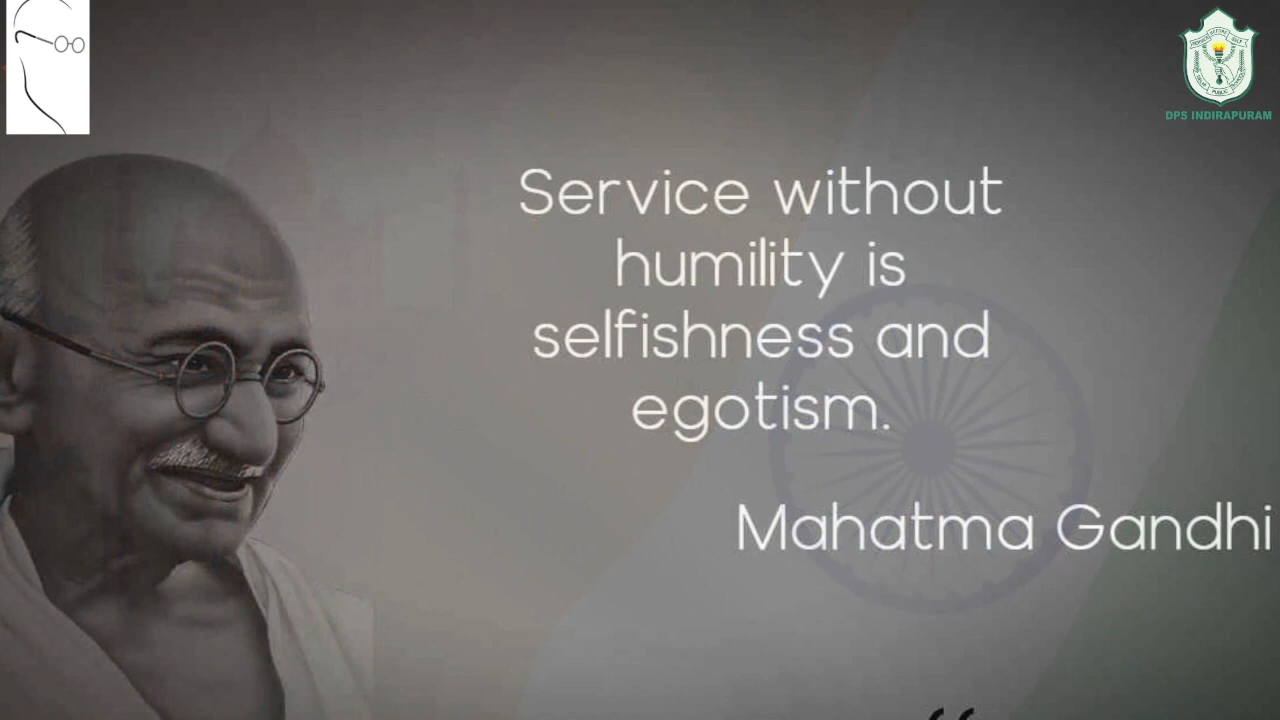 DPS INDIRAPURAM
Service without
humility is
selfishness and
egotism.
Mahatma Gandhi
“